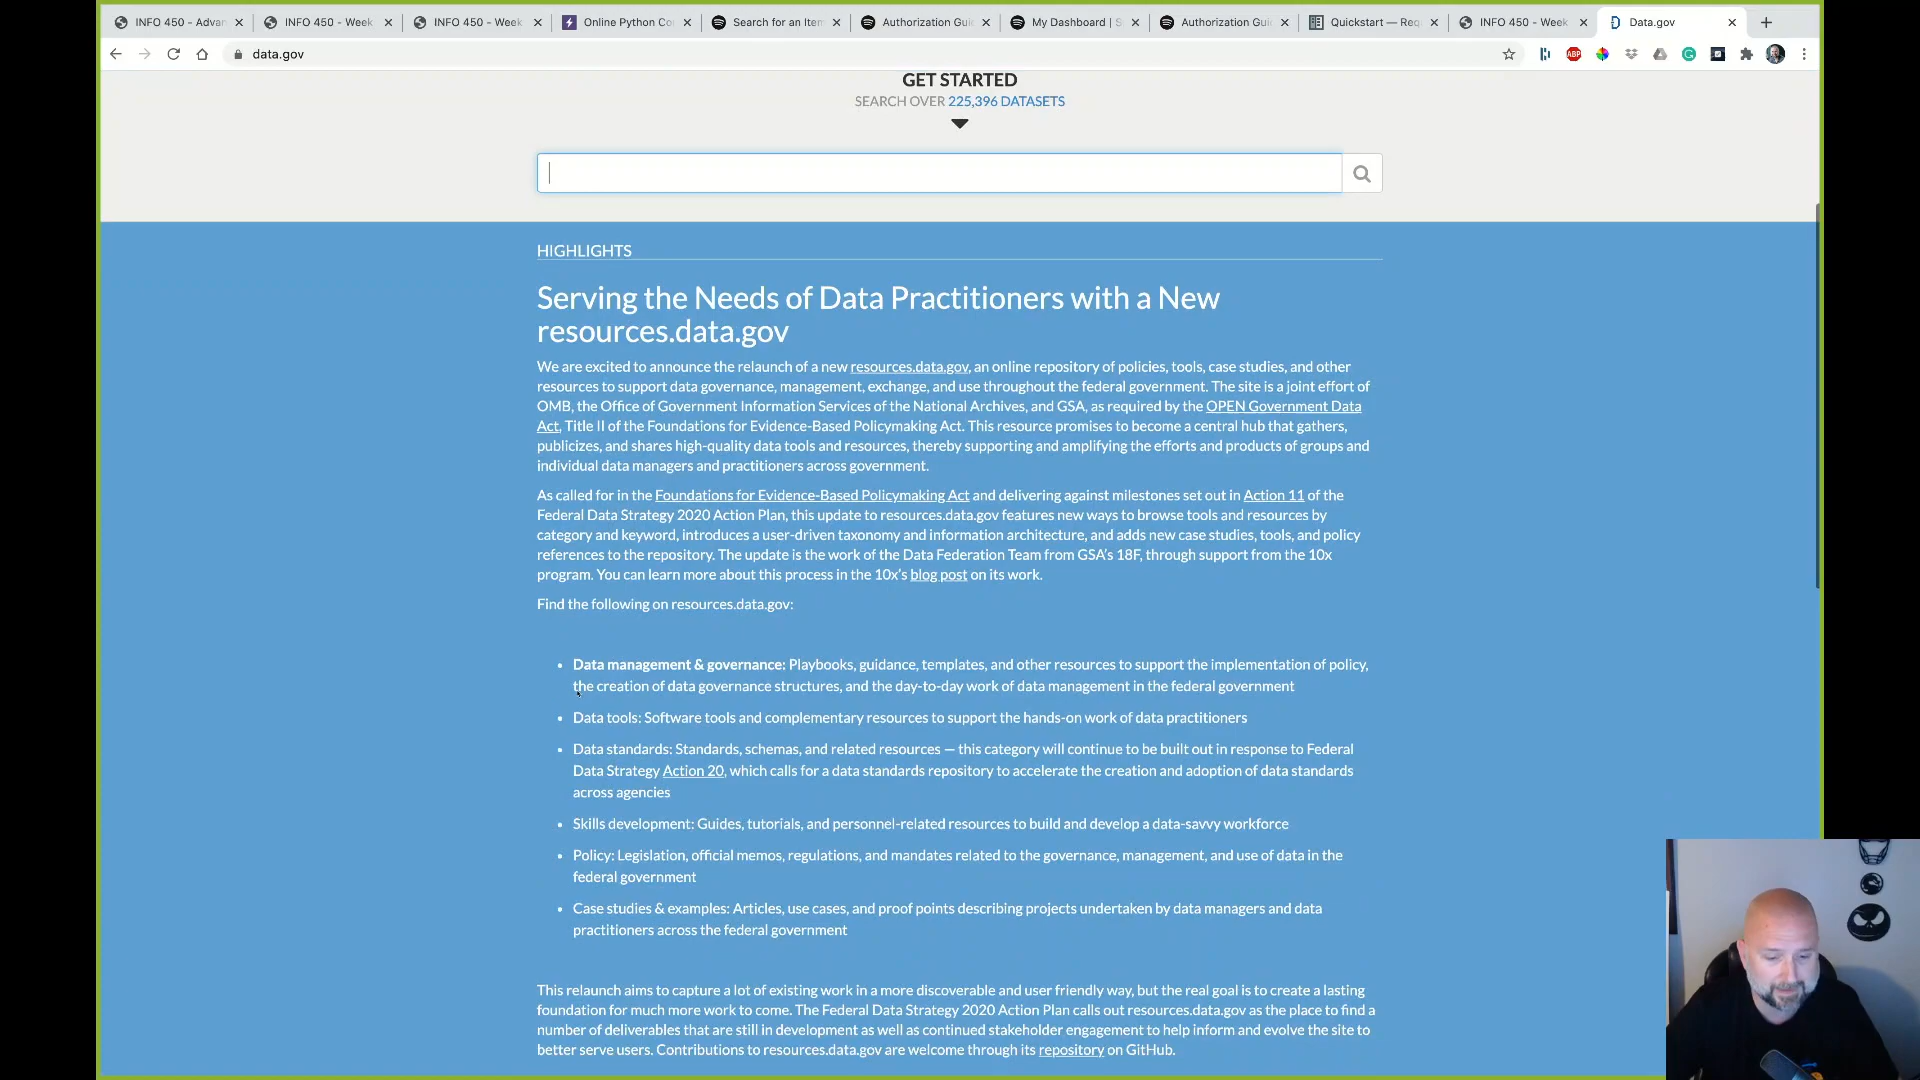 INFO 450 - Advan
INFO 450 - Week
INFO 450 - Week
Online Python Co
Search for an Item
Authorization Gui
My Dashboard | S
Authorization Gui
Quickstart — Req
INFO 450 - Week
Data.gov
data.gov
ABP
GET STARTED
SEARCH OVER 225,396 DATASETS
HIGHLIGHTS
Serving the Needs of Data Practitioners with a New
resources.data.gov
We are excited to announce the relaunch of a new resources.data.gov, an online repository of policies, tools, case studies, and other
resources to support data governance, management, exchange, and use throughout the federal government. The site is a joint effort of
OMB, the Office of Government Information Services of the National Archives, and GSA, as required by the OPEN Government Data
Act, Title II of the Foundations for Evidence-Based Policymaking Act. This resource promises to become a central hub that gathers,
publicizes, and shares high-quality data tools and resources, thereby supporting and amplifying the efforts and products of groups and
individual data managers and practitioners across government.
As called for in the Foundations for Evidence-Based Policymaking Act and delivering against milestones set out in Action 11 of the
Federal Data Strategy 2020 Action Plan, this update to resources.data.gov features new ways to browse tools and resources by
category and keyword, introduces a user-driven taxonomy and information architecture, and adds new case studies, tools, and policy
references to the repository. The update is the work of the Data Federation Team from GSA's 18F, through support from the 10x
program. You can learn more about this process in the 10x's blog post on its work.
Find the following on resources.data.gov:
• Data management & governance: Playbooks, guidance, templates, and other resources to support the implementation of policy,
the creation of data governance structures, and the day-to-day work of data management in the federal government
• Data tools: Software tools and complementary resources to support the hands-on work of data practitioners
• Data standards: Standards, schemas, and related resources — this category will continue to be built out in response to Federal
Data Strategy Action 20, which calls for a data standards repository to accelerate the creation and adoption of data standards
across agencies
• Skills development: Guides, tutorials, and personnel-related resources to build and develop a data-savvy workforce
• Policy: Legislation, official memos, regulations, and mandates related to the governance, management, and use of data in the
federal government
• Case studies & examples: Articles, use cases, and proof points describing projects undertaken by data managers and data
practitioners across the federal government
This relaunch aims to capture a lot of existing work in a more discoverable and user friendly way, but the real goal is to create a lasting
foundation for much more work to come. The Federal Data Strategy 2020 Action Plan calls out resources.data.gov as the place to find a
number of deliverables that are still in development as well as continued stakeholder engagement to help inform and evolve the site to
better serve users. Contributions to resources.data.gov are welcome through its repository on GitHub.